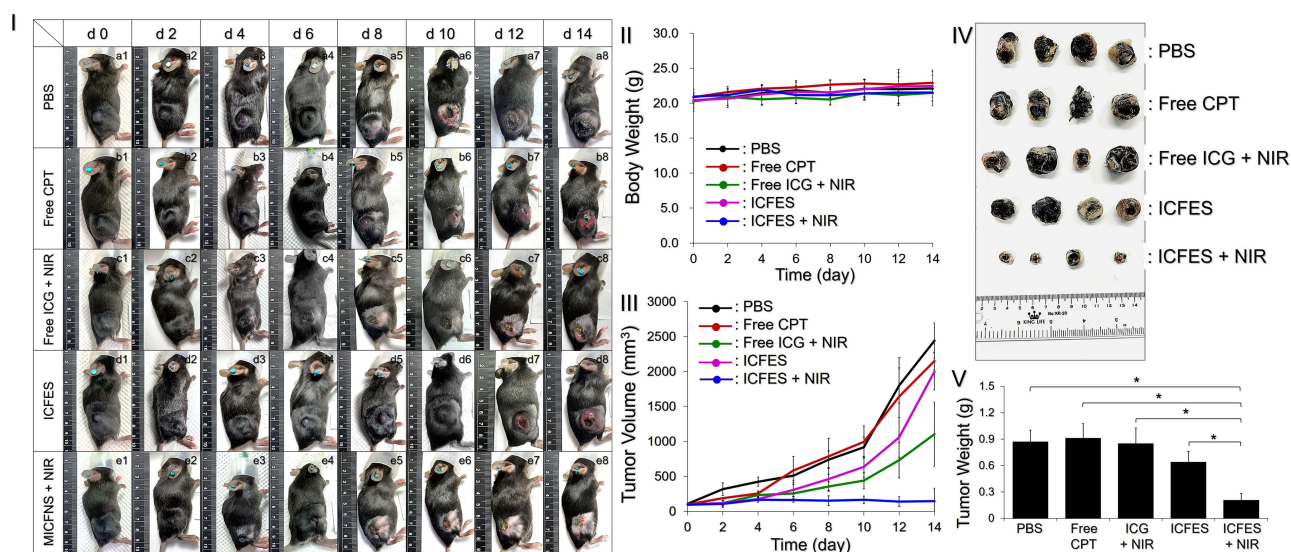 I
d 0 d 2 d 4 d 6 d 8 d 10 d 12 d 14
PBS a1 a2 a3 a4 a5 a6 a7 a8
Free CPT b1 b2 b3 b4 b5 b6 b7 b8
Free ICG + NIR c1 c2 c3 c4 c5 c6 c7 c8
ICFES d1 d2 d3 d4 d5 d6 d7 d8
MICFNS + NIR e1 e2 e3 e4 e5 e6 e7 e8
II
Body Weight (g)
30.0
25.0
20.0
15.0
10.0
5.0
0.0
: PBS
: Free CPT
: Free ICG + NIR
: ICFES
: ICFES + NIR
0 2 4 6 8 10 12 14
Time (day)
III
Tumor Volume (mm³)
3000
2500
2000
1500
1000
500
0
: PBS
: Free CPT
: Free ICG + NIR
: ICFES
: ICFES + NIR
0 2 4 6 8 10 12 14
Time (day)
IV
: PBS
: Free CPT
: Free ICG + NIR
: ICFES
: ICFES + NIR
KING LIFE
No.KR-20
V
Tumor Weight (g)
1.5
1.2
0.9
0.6
0.3
0
*
*
*
*
PBS
Free CPT
ICG + NIR
ICFES
ICFES + NIR